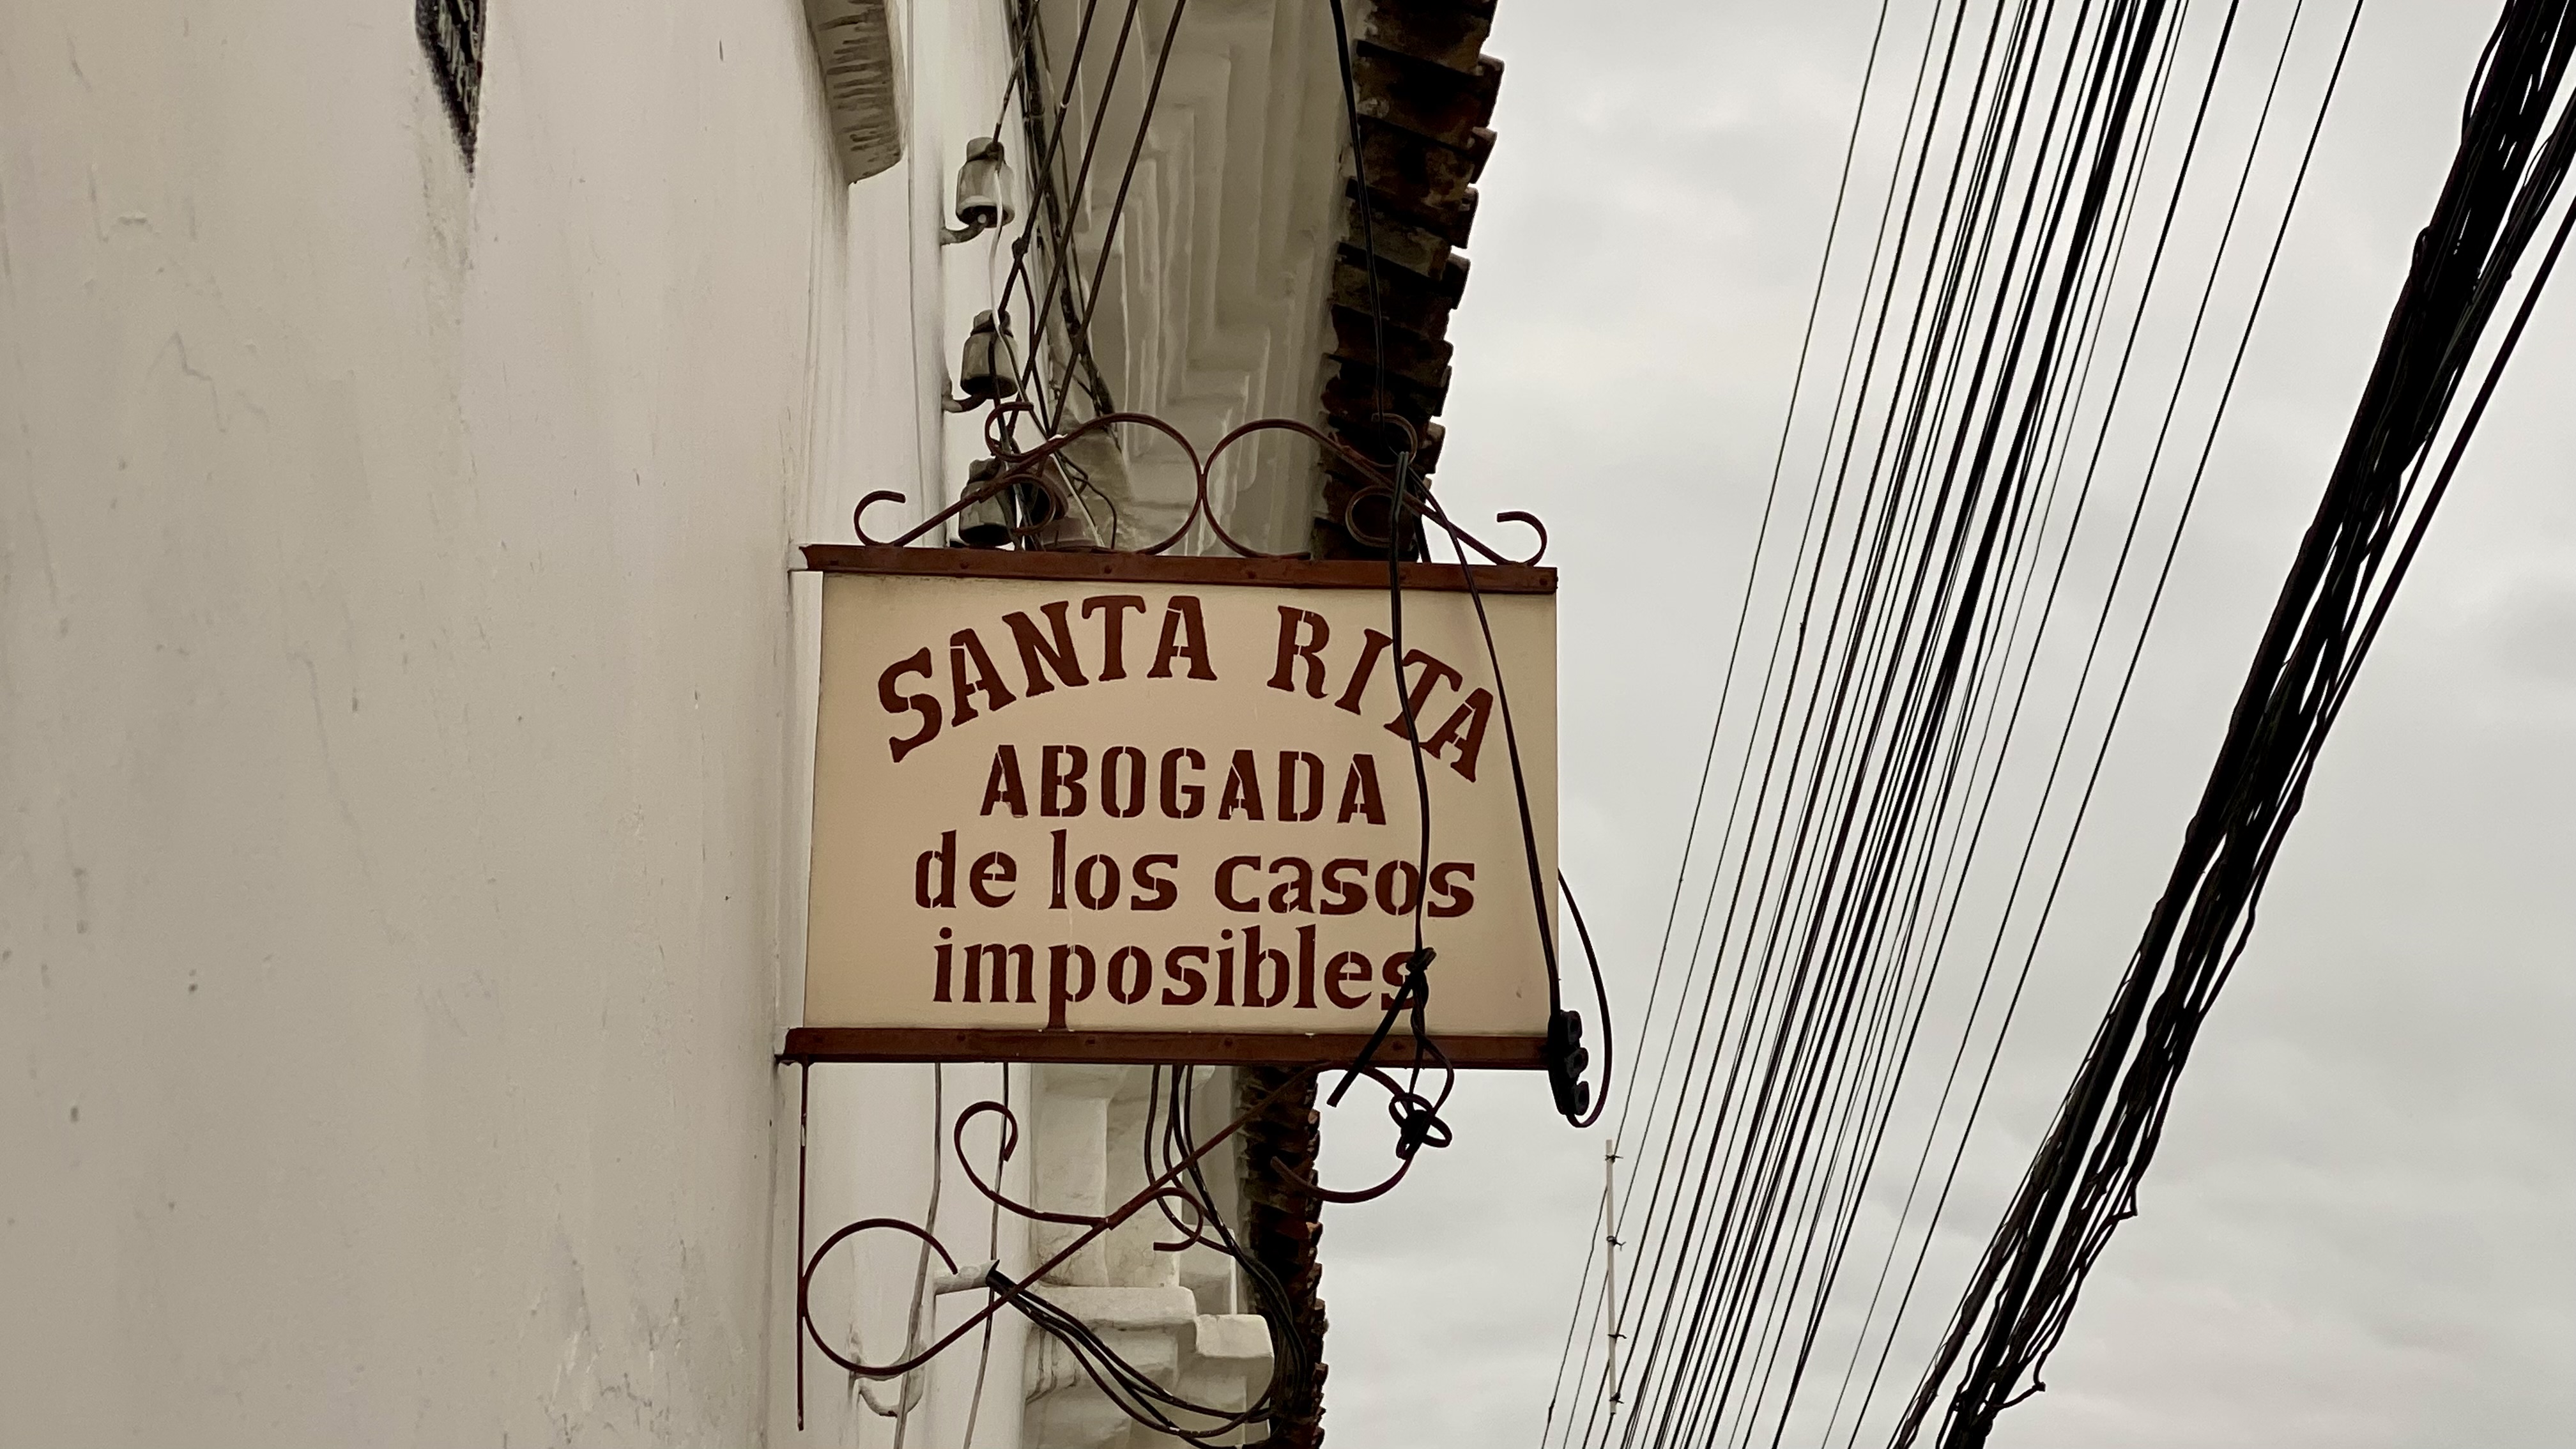 SANTA RITA
ABOGADA
de los casos
imposibles